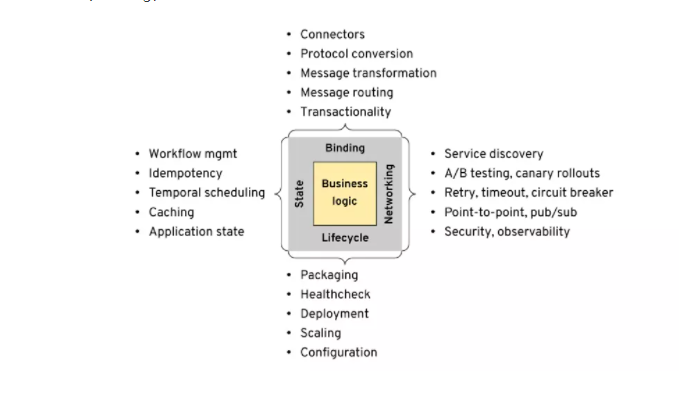 • Connectors
• Protocol conversion
• Message transformation
• Message routing
• Transactionality
• Workflow mgmt
• Idempotency
• Temporal scheduling
• Caching
• Application state
Binding
State
Business
logic
Networking
Lifecycle
• Service discovery
• A/B testing, canary rollouts
• Retry, timeout, circuit breaker
• Point-to-point, pub/sub
• Security, observability
• Packaging
• Healthcheck
• Deployment
• Scaling
• Configuration